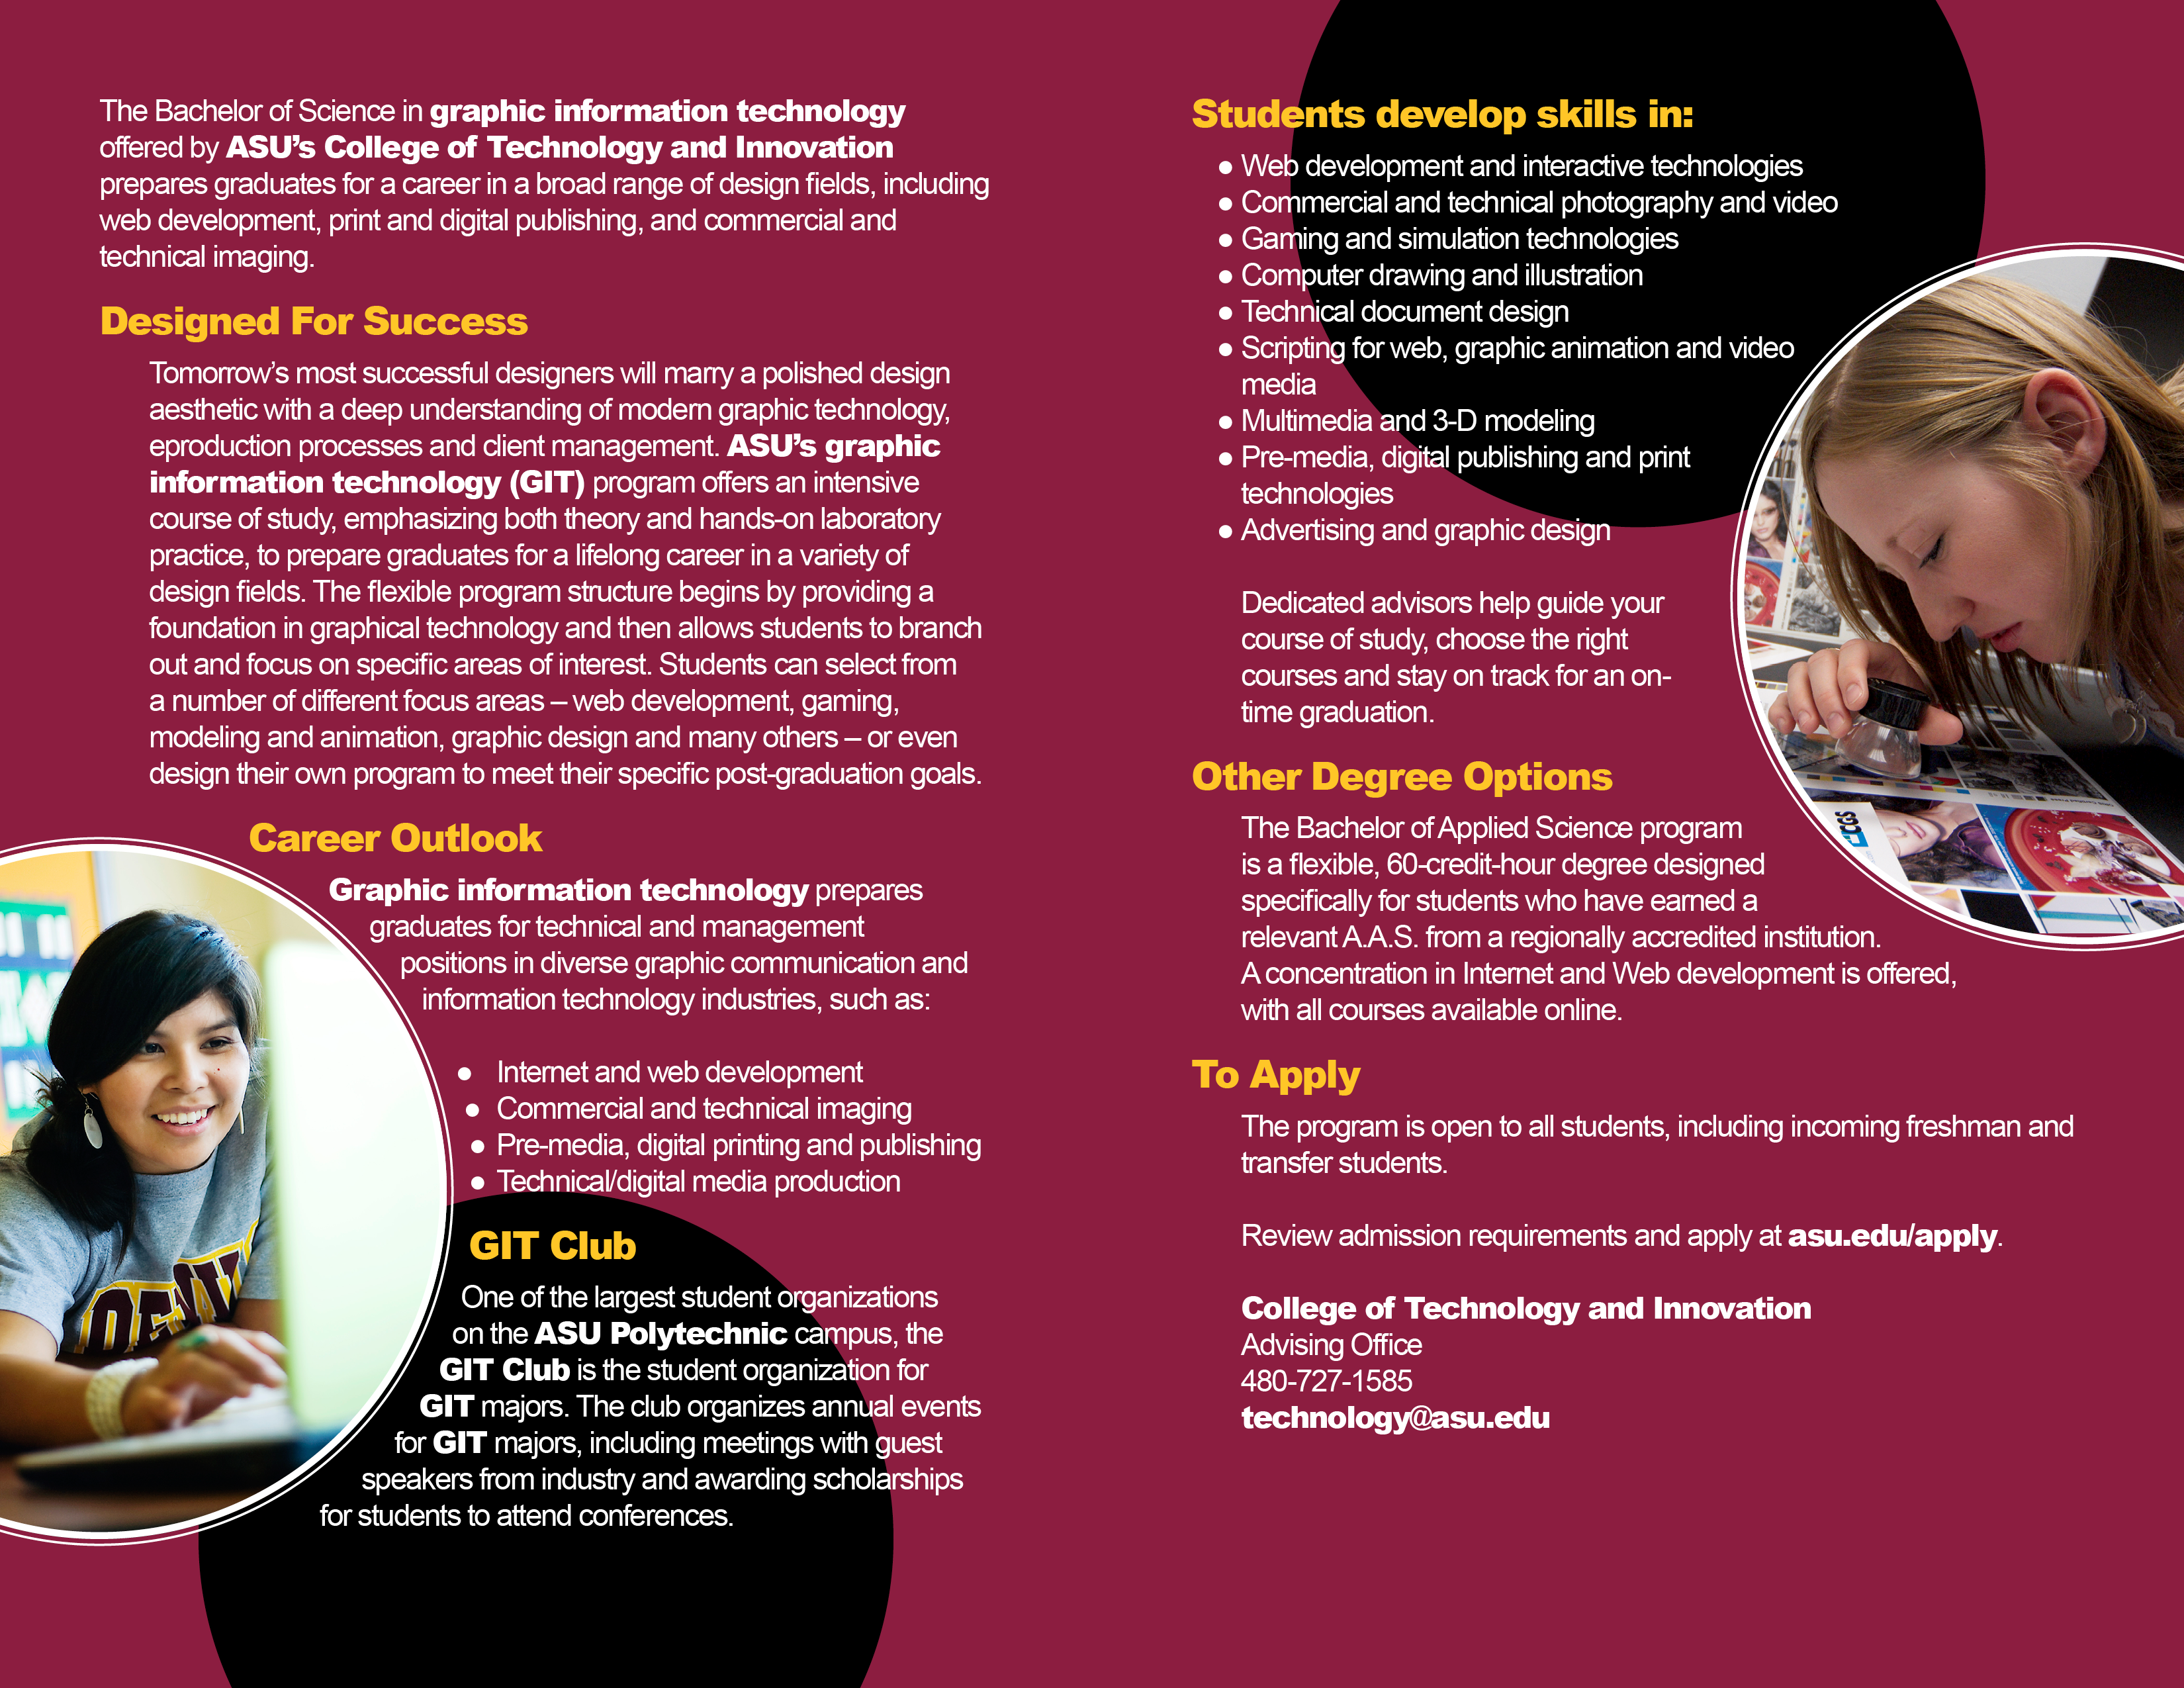 The Bachelor of Science in graphic information technology
offered by ASU’s College of Technology and Innovation
prepares graduates for a career in a broad range of design fields, including
web development, print and digital publishing, and commercial and
technical imaging.
Designed For Success
Tomorrow’s most successful designers will marry a polished design
aesthetic with a deep understanding of modern graphic technology,
eproduction processes and client management. ASU’s graphic
information technology (GIT) program offers an intensive
course of study, emphasizing both theory and hands-on laboratory
practice, to prepare graduates for a lifelong career in a variety of
design fields. The flexible program structure begins by providing a
foundation in graphical technology and then allows students to branch
out and focus on specific areas of interest. Students can select from
a number of different focus areas – web development, gaming,
modeling and animation, graphic design and many others – or even
design their own program to meet their specific post-graduation goals.
Career Outlook
Graphic information technology prepares
graduates for technical and management
positions in diverse graphic communication and
information technology industries, such as:
● Internet and web development
● Commercial and technical imaging
● Pre-media, digital printing and publishing
● Technical/digital media production
GIT Club
One of the largest student organizations
on the ASU Polytechnic campus, the
GIT Club is the student organization for
GIT majors. The club organizes annual events
for GIT majors, including meetings with guest
speakers from industry and awarding scholarships
for students to attend conferences.
Students develop skills in:
● Web development and interactive technologies
● Commercial and technical photography and video
● Gaming and simulation technologies
● Computer drawing and illustration
● Technical document design
● Scripting for web, graphic animation and video
media
● Multimedia and 3-D modeling
● Pre-media, digital publishing and print
technologies
● Advertising and graphic design
Dedicated advisors help guide your
course of study, choose the right
courses and stay on track for an on-
time graduation.
Other Degree Options
The Bachelor of Applied Science program
is a flexible, 60-credit-hour degree designed
specifically for students who have earned a
relevant A.A.S. from a regionally accredited institution.
A concentration in Internet and Web development is offered,
with all courses available online.
To Apply
The program is open to all students, including incoming freshman and
transfer students.
Review admission requirements and apply at asu.edu/apply.
College of Technology and Innovation
Advising Office
480-727-1585
technology@asu.edu